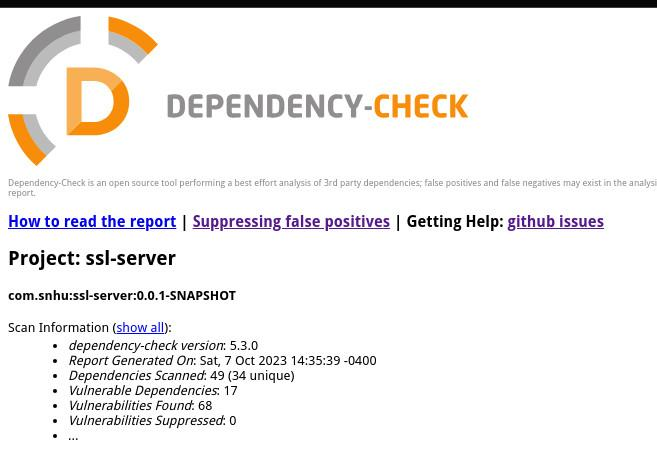 DEPENDENCY-CHECK
Dependency-Check is an open source tool performing a best effort analysis of 3rd party dependencies; false positives and false negatives may exist in the
report.
How to read the report | Suppressing false positives | Getting Help: github issues
Project: ssl-server
com.snhu:ssl-server:0.0.1-SNAPSHOT
Scan Information (show all):
• dependency-check version: 5.3.0
• Report Generated On: Sat, 7 Oct 2023 14:35:39 -0400
• Dependencies Scanned: 49 (34 unique)
• Vulnerable Dependencies: 17
• Vulnerabilities Found: 68
• Vulnerabilities Suppressed: 0
• ...